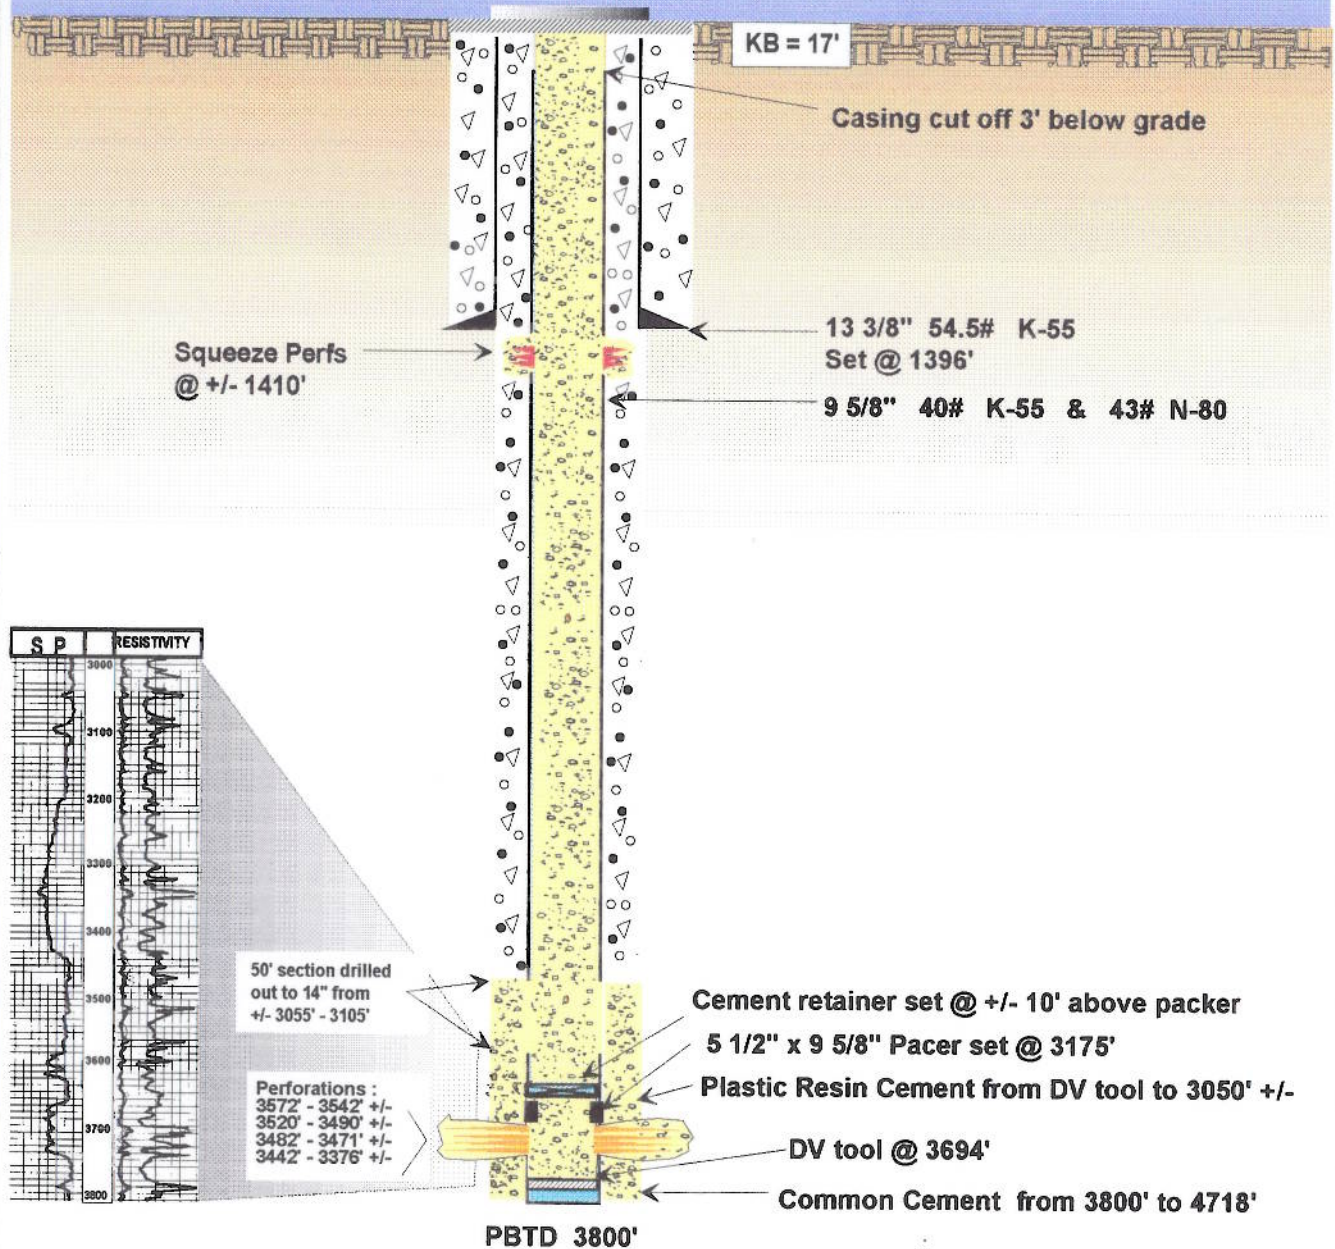 KB = 17'
Casing cut off 3' below grade
13 3/8" 54.5# K-55
Set @ 1396'
Squeeze Perfs
@ +/- 1410'
9 5/8" 40# K-55 & 43# N-80
S P RESISTIVITY
3000
3100
3200
3300
3400
3500
3600
3700
3800
50' section drilled
out to 14" from
+/- 3055' - 3105'
Cement retainer set @ +/- 10' above packer
5 1/2" x 9 5/8" Pacer set @ 3175'
Plastic Resin Cement from DV tool to 3050' +/-
Perforations :
3572' - 3542' +/-
3520' - 3490' +/-
3482' - 3471' +/-
3442' - 3376' +/-
DV tool @ 3694'
Common Cement from 3800' to 4718'
PBTD 3800'